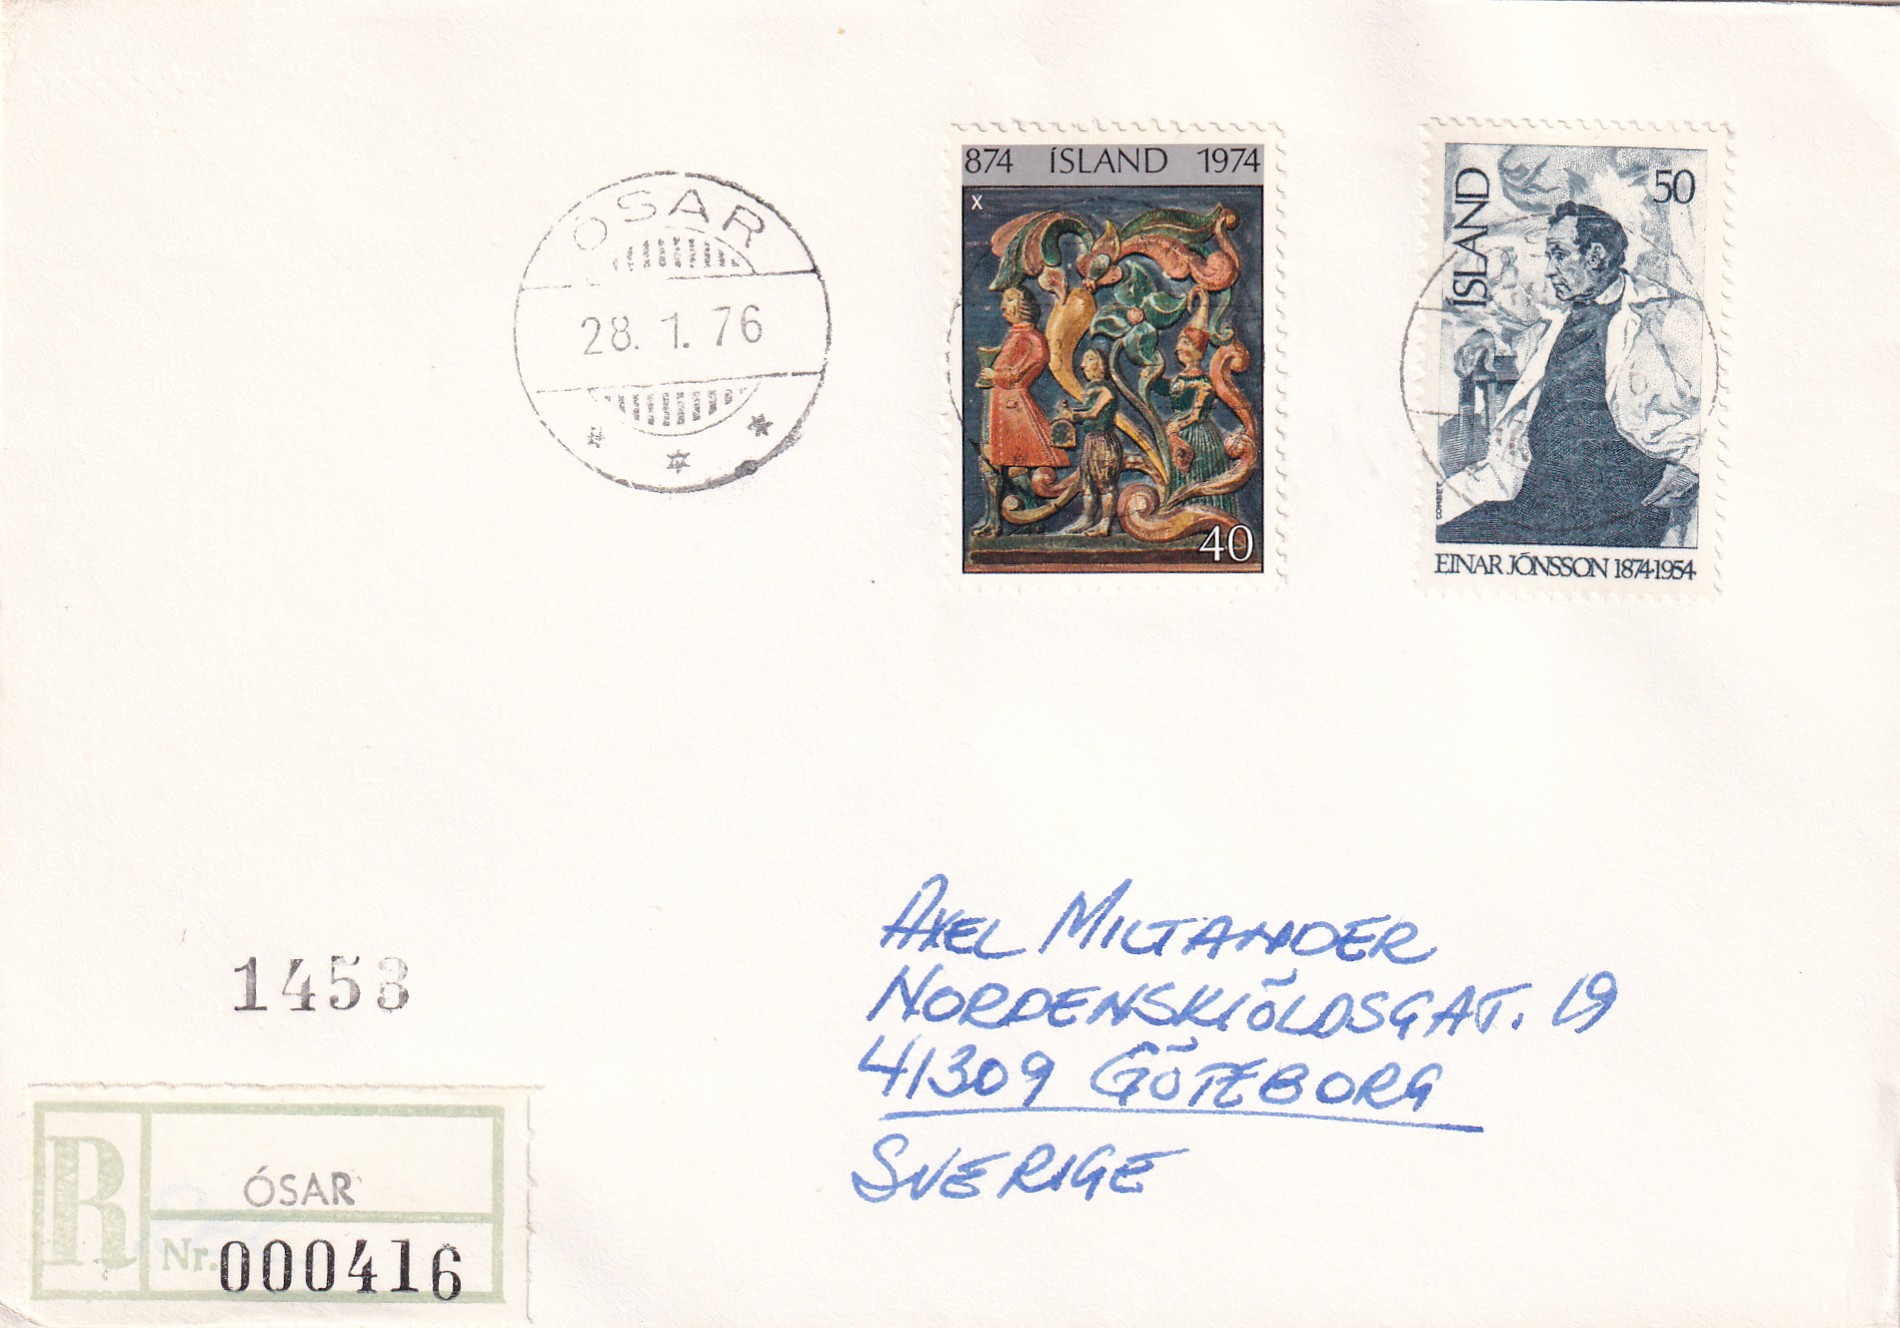 ÓSAR
28. 1. 76
874 ÍSLAND 1974
X
40
ÍSLAND
50
COMBET
EINAR JÓNSSON 1874-1954
1453
AXEL MILTANDER
NORDENSKIÖLDSGAT. 19
41309 GÖTEBORG
SVERIGE
R
ÓSAR
Nr. 000416